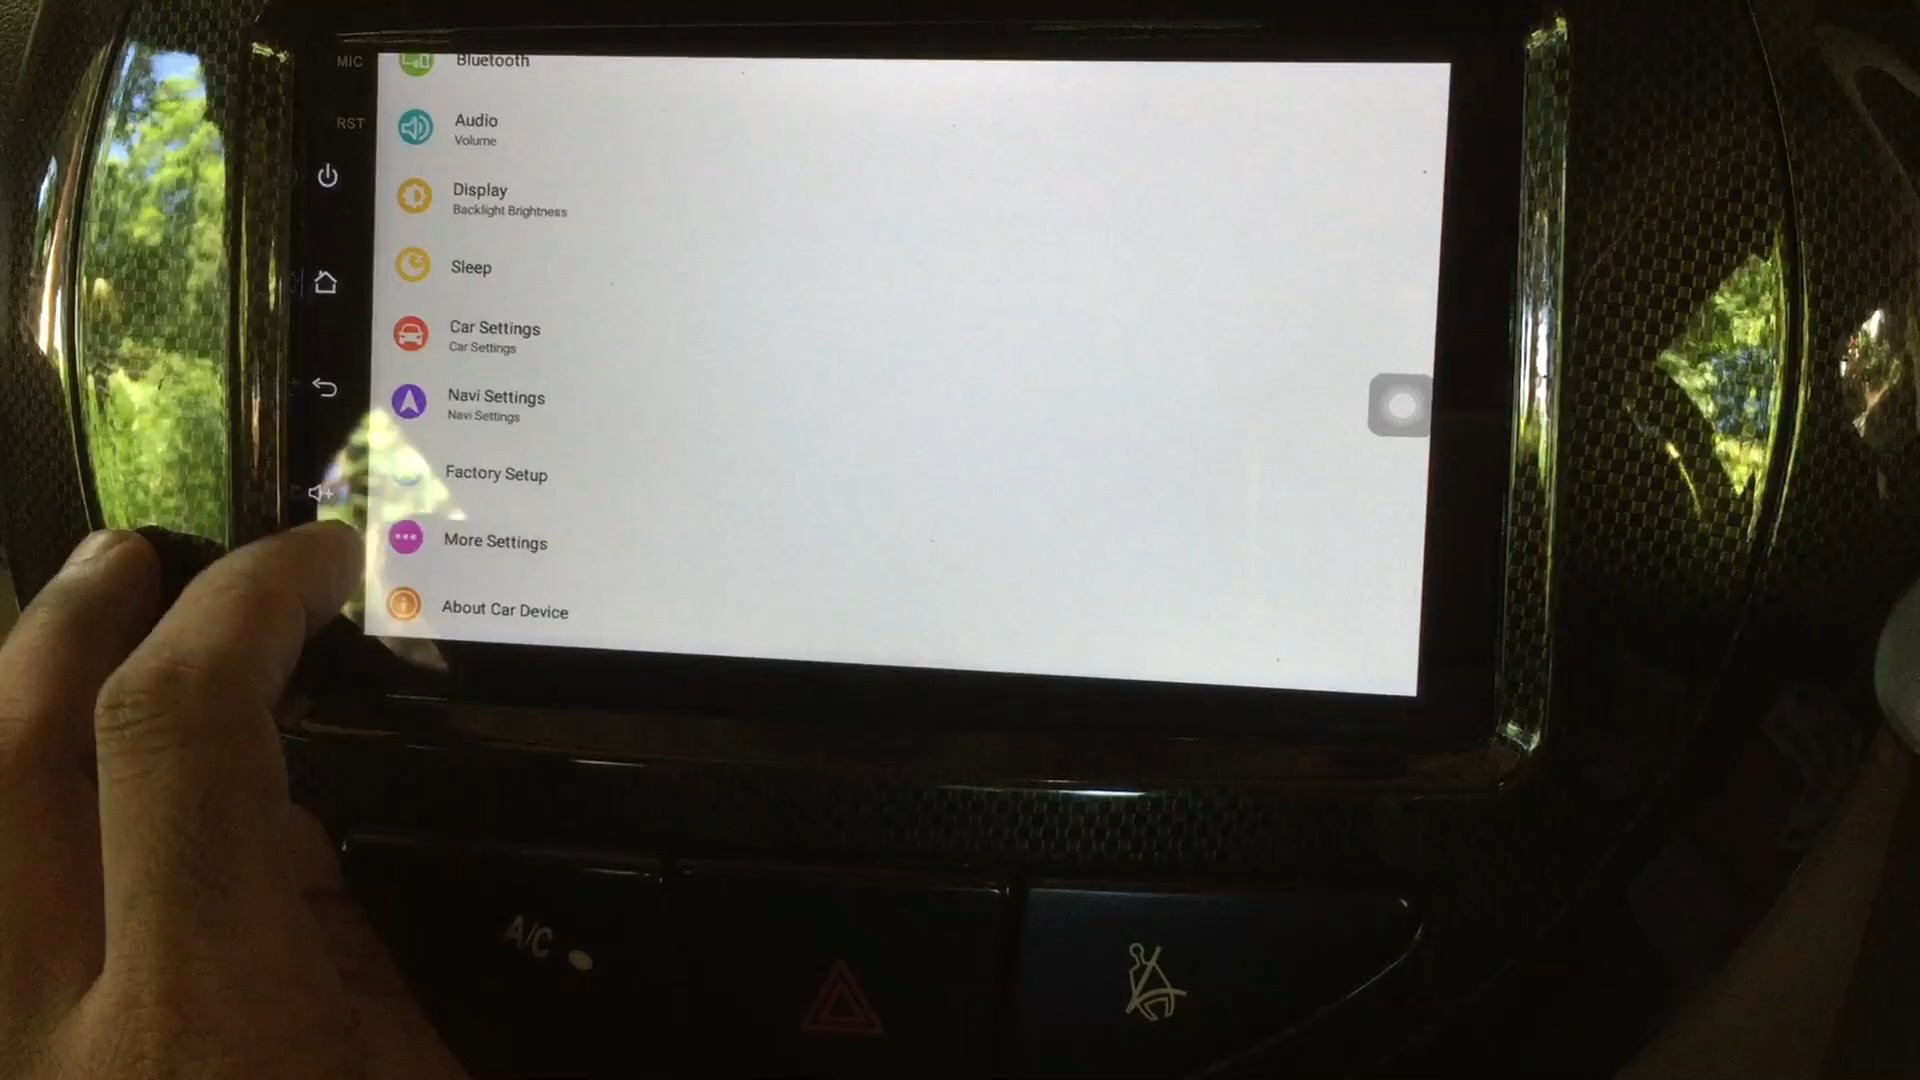 MIC
RST
Bluetooth
Audio
Volume
Display
Backlight Brightness
Sleep
Car Settings
Car Settings
Navi Settings
Navi Settings
Factory Setup
More Settings
About Car Device
A/C